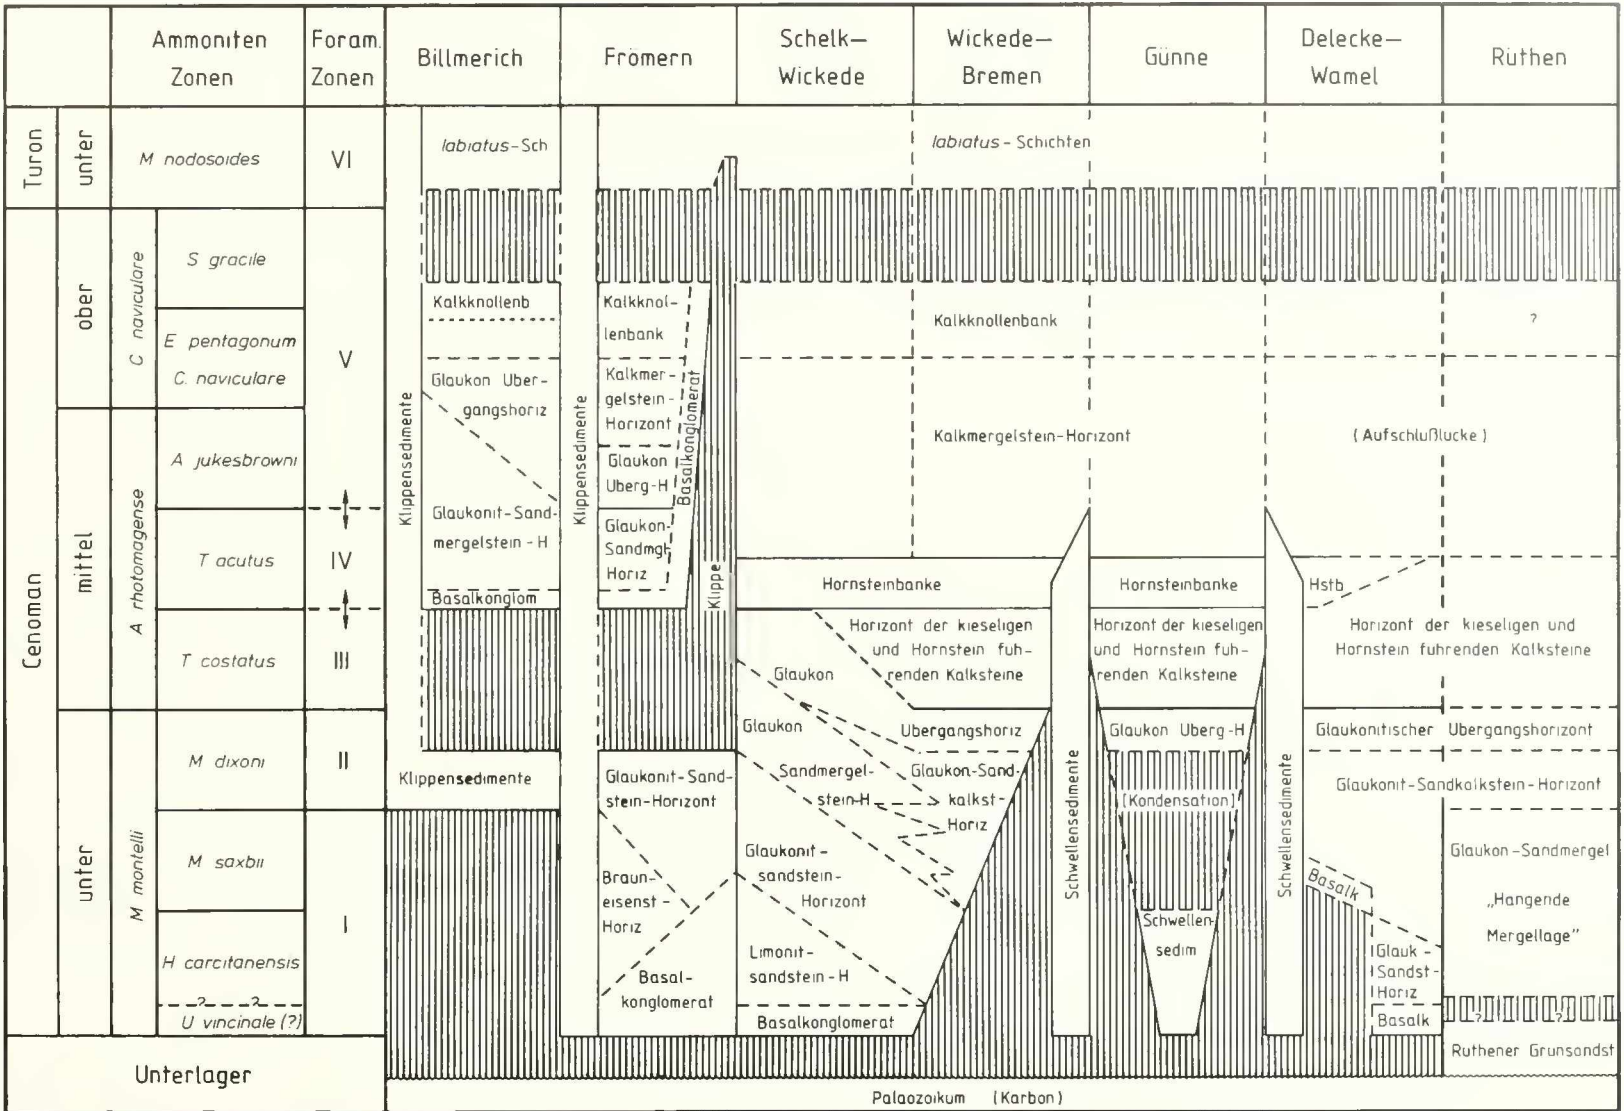 Ammoniten
Zonen
Foram.
Zonen
Billmerich
Frömern
Schelk—
Wickede
Wickede—
Bremen
Günne
Delecke—
Wamel
Rüthen
Turon
unter
M nodosoides
VI
labiatus-Sch
labiatus-Schichten
Cenoman
ober
C naviculare
S gracile
E pentagonum
C. naviculare
V
mittel
A rhotomagense
A jukesbrowni
T acutus
IV
T costatus
III
unter
M mantelli
M dixoni
II
M saxbii
I
H carcitanensis
? ?
U vincinale (?)
Unterlager
Klippensedimente
Kalkknollenb
Glaukon Uber-
gangshoriz
Glaukonit-Sand-
mergelstein-H
Basalkonglom
Klippensedimente
Klippensedimente
Kalkknol-
lenbank
Kalkmer-
gelstein-
Horizont
Glaukon
Uberg-H
Glaukon-
Sandmgl
Horiz
Basalkonglomerat
Klippe
Glaukonit-Sand-
stein-Horizont
Braun-
eisenst-
Horiz
Basal-
konglomerat
Kalkknollenbank
?
Kalkmergelstein-Horizont
(Aufschlußlucke)
Hornsteinbanke
Horizont der kieseligen
und Hornstein fuh-
renden Kalksteine
Glaukon
Glaukon
Ubergangshoriz
Sandmergel-
stein-H
Glaukon-Sand-
kalkst-
Horiz
Glaukonit-
sandstein-
Horizont
Limonit-
sandstein-H
Basalkonglomerat
Schwellensedimente
Hornsteinbanke
Horizont der kieseligen
und Hornstein fuh-
renden Kalksteine
Glaukon Uberg-H
[Kondensation]
Schwellen-
sedim
Schwellensedimente
Hstb
Horizont der kieseligen und
Hornstein fuhrenden Kalksteine
Glaukonitischer Ubergangshorizont
Glaukonit-Sandkalkstein-Horizont
Basalk
Glauk-
Sandst-
Horiz
Basalk
Glaukon-Sandmergel
„Hangende
Mergellage”
? ?
Ruthener Grunsandst
Palaozoikum (Karbon)